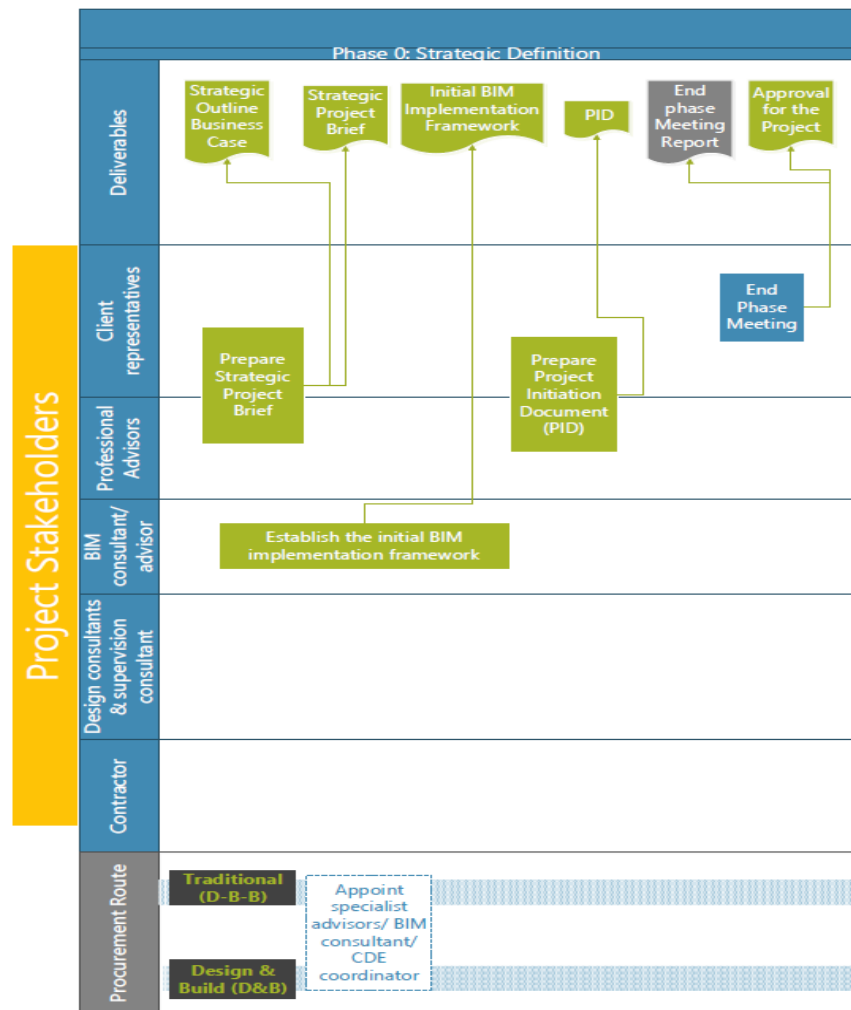 Phase 0: Strategic Definition
Deliverables
Strategic
Outline
Business
Case
Strategic
Project
Brief
Initial BIM
Implementation
Framework
PID
End
phase
Meeting
Report
Approval
for the
Project
Project Stakeholders
Client
representatives
End
Phase
Meeting
Prepare
Strategic
Project
Brief
Prepare
Project
Initiation
Document
(PID)
Professional
Advisors
BIM
consultant/
advisor
Establish the initial BIM
implementation framework
Design consultants
& supervision
consultant
Contractor
Procurement Route
Traditional
(D-B-B)
Appoint
specialist
advisors/ BIM
consultant/
CDE
coordinator
Design &
Build (D&B)